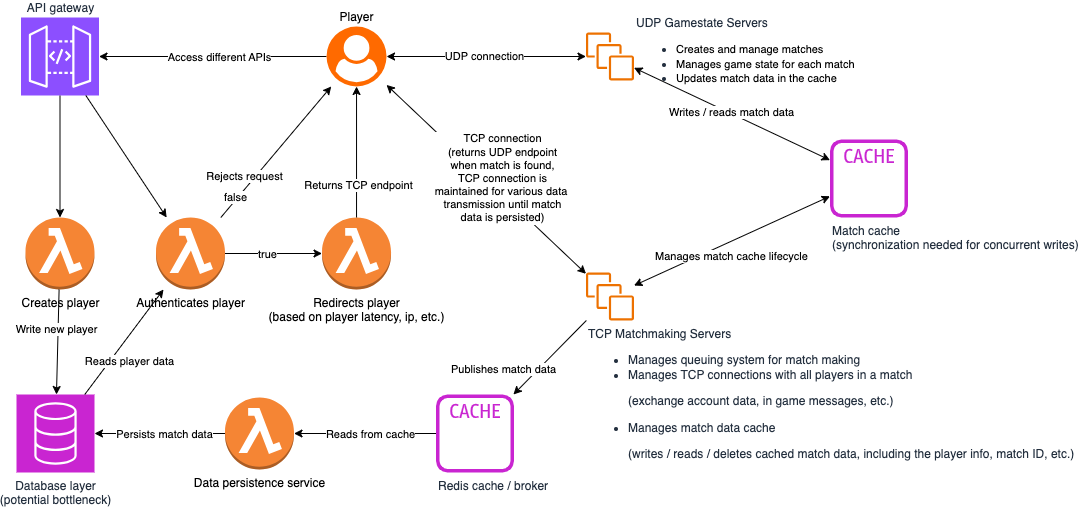 API gateway
Player
UDP Gamestate Servers
Creates and manage matches
Manages game state for each match
Updates match data in the cache
Access different APIs
UDP connection
Writes / reads match data
CACHE
Match cache
(synchronization needed for concurrent writes)
TCP connection
(returns UDP endpoint
when match is found,
TCP connection is
maintained for various data
transmission until match
data is persisted)
Rejects request
false
Returns TCP endpoint
true
Creates player
Authenticates player
Redirects player
(based on player latency, ip, etc.)
Manages match cache lifecycle
TCP Matchmaking Servers
Manages queuing system for match making
Manages TCP connections with all players in a match
(exchange account data, in game messages, etc.)
Manages match data cache
(writes / reads / deletes cached match data, including the player info, match ID, etc.)
Write new player
Reads player data
Publishes match data
CACHE
Redis cache / broker
Reads from cache
Data persistence service
Persists match data
Database layer
(potential bottleneck)